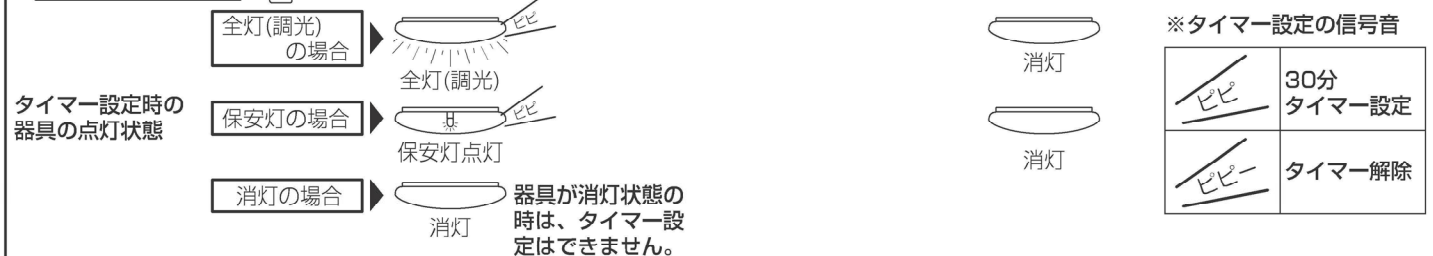 全灯(調光)
の場合
ピピ
全灯(調光)
消灯
※タイマー設定の信号音
タイマー設定時の
器具の点灯状態
保安灯の場合
ピピ
保安灯点灯
消灯
ピピ
30分
タイマー設定
ピピー
タイマー解除
消灯の場合
消灯
器具が消灯状態の
時は、タイマー設
定はできません。